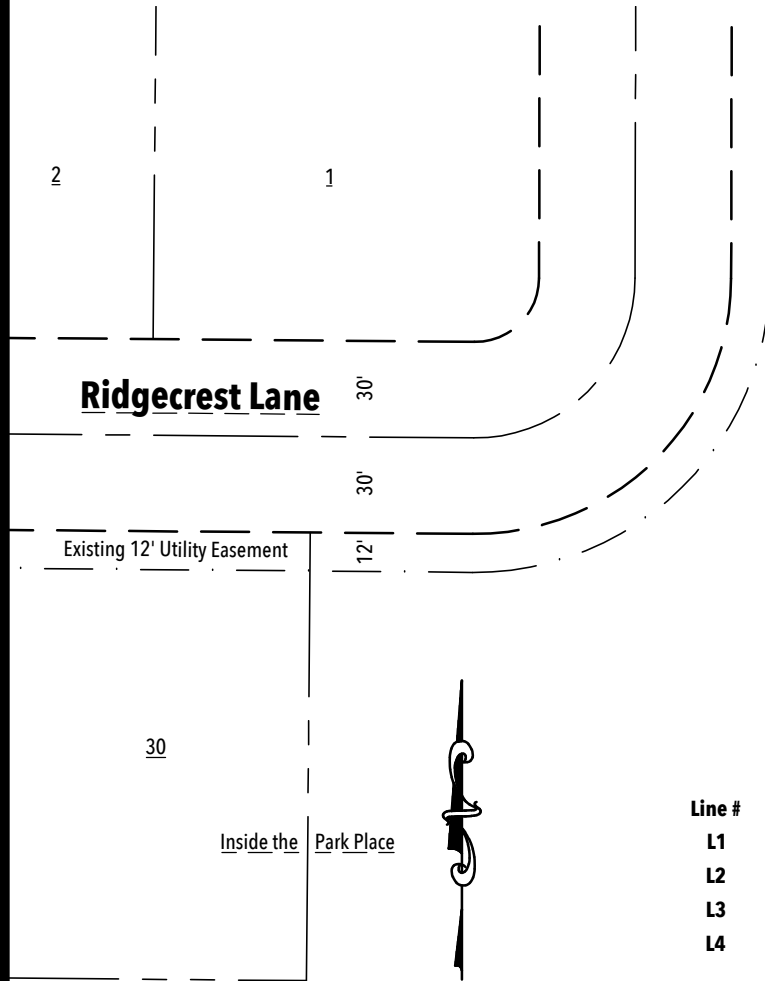 2
1
Ridgecrest Lane
30'
30'
Existing 12' Utility Easement
12'
30
Inside the Park Place
Line #
L1
L2
L3
L4